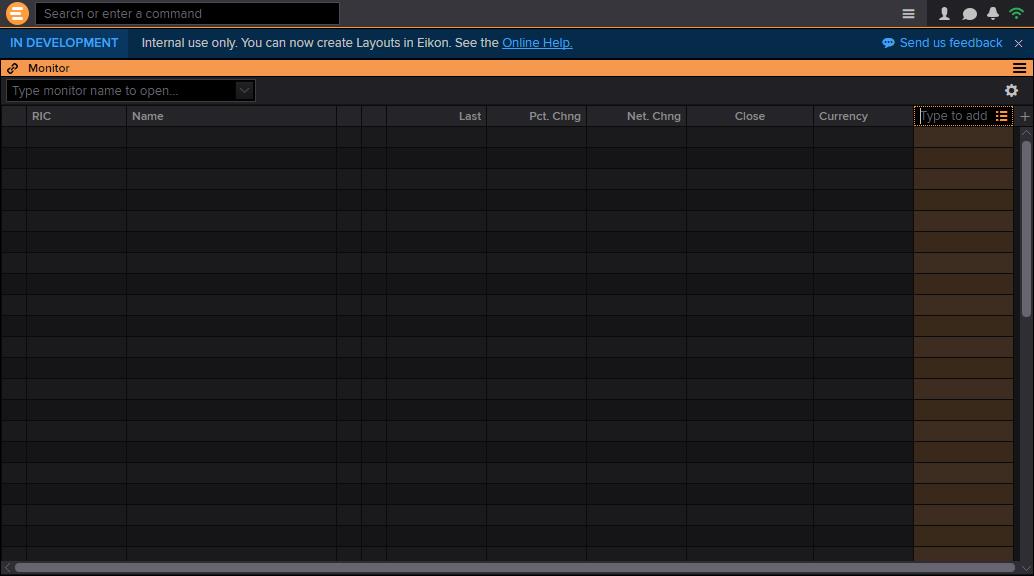 Search or enter a command
IN DEVELOPMENT Internal use only. You can now create Layouts in Eikon. See the Online Help. Send us feedback
Monitor
Type monitor name to open...
RIC Name Last Pct. Chng Net. Chng Close Currency Type to add